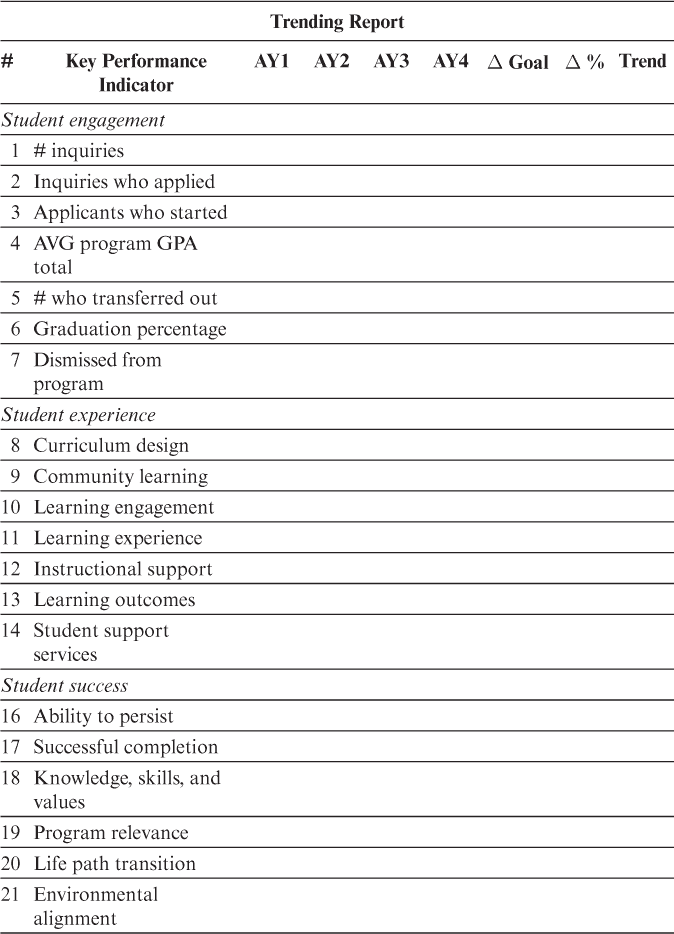 Trending Report
# Key Performance Indicator AY1 AY2 AY3 AY4 Δ Goal Δ % Trend
Student engagement
1 # inquiries
2 Inquiries who applied
3 Applicants who started
4 AVG program GPA
total
5 # who transferred out
6 Graduation percentage
7 Dismissed from
program
Student experience
8 Curriculum design
9 Community learning
10 Learning engagement
11 Learning experience
12 Instructional support
13 Learning outcomes
14 Student support
services
Student success
16 Ability to persist
17 Successful completion
18 Knowledge, skills, and
values
19 Program relevance
20 Life path transition
21 Environmental
alignment